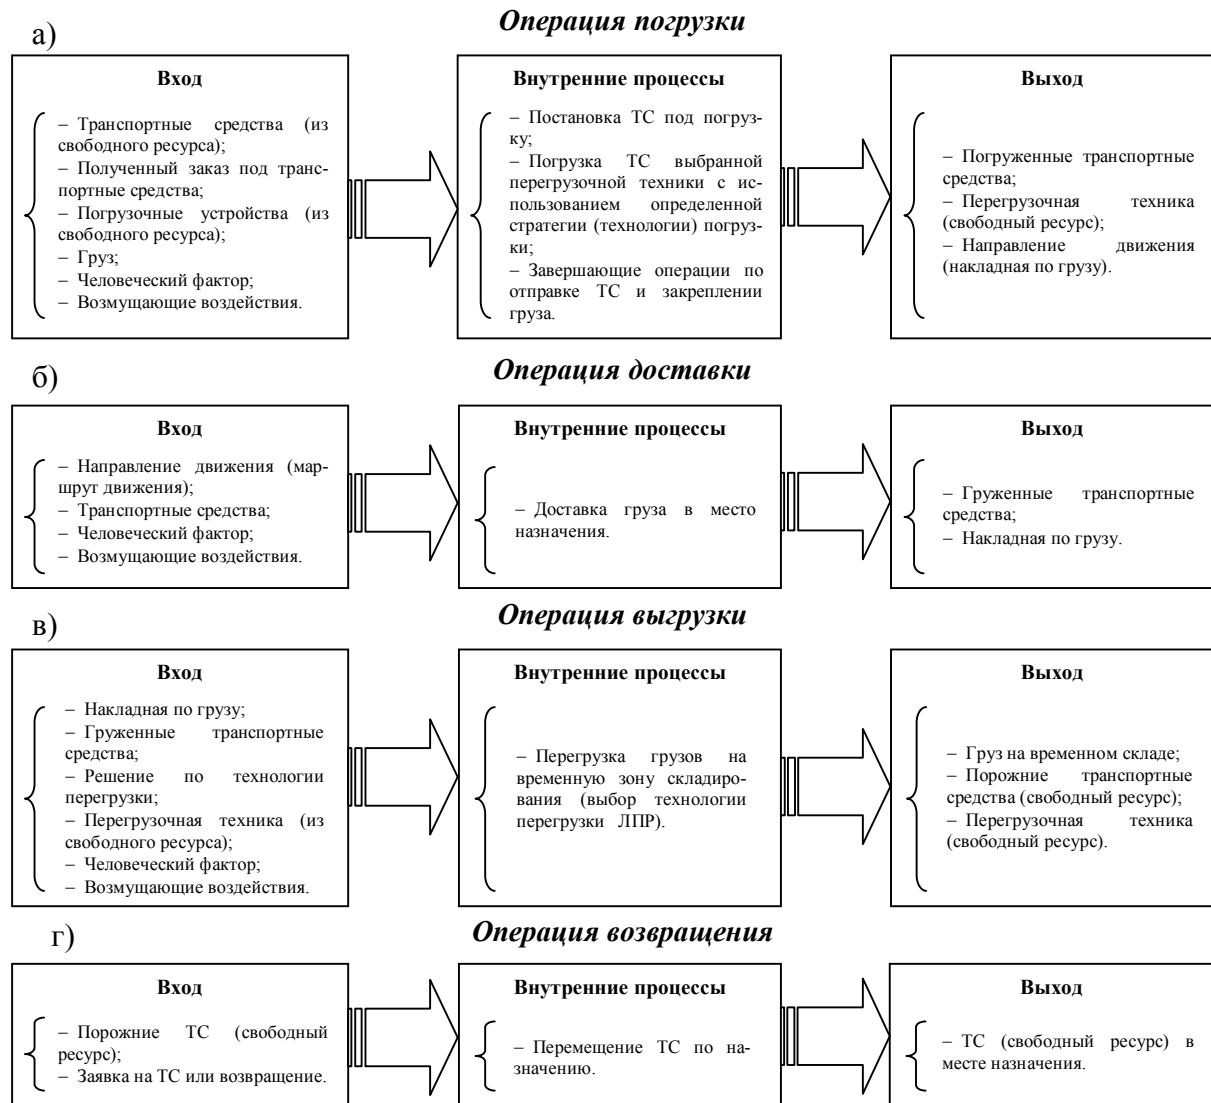 а)
Операция погрузки
Вход
– Транспортные средства (из
свободного ресурса);
– Полученный заказ под транс-
портные средства;
– Погрузочные устройства (из
свободного ресурса);
– Груз;
– Человеческий фактор;
– Возмущающие воздействия.
Внутренние процессы
– Постановка ТС под погруз-
ку;
– Погрузка ТС выбранной
перегрузочной техники с ис-
пользованием определенной
стратегии (технологии) погруз-
ки;
– Завершающие операции по
отправке ТС и закреплении
груза.
Выход
– Погруженные транспортные
средства;
– Перегрузочная техника
(свободный ресурс);
– Направление движения
(накладная по грузу).
б)
Операция доставки
Вход
– Направление движения (мар-
шрут движения);
– Транспортные средства;
– Человеческий фактор;
– Возмущающие воздействия.
Внутренние процессы
– Доставка груза в место
назначения.
Выход
– Груженные транспортные
средства;
– Накладная по грузу.
в)
Операция выгрузки
Вход
– Накладная по грузу;
– Груженные транспортные
средства;
– Решение по технологии
перегрузки;
– Перегрузочная техника (из
свободного ресурса);
– Человеческий фактор;
– Возмущающие воздействия.
Внутренние процессы
– Перегрузка грузов на
временную зону складиро-
вания (выбор технологии
перегрузки ЛПР).
Выход
– Груз на временном складе;
– Порожние транспортные
средства (свободный ресурс);
– Перегрузочная техника
(свободный ресурс).
г)
Операция возвращения
Вход
– Порожние ТС (свободный
ресурс);
– Заявка на ТС или возвращение.
Внутренние процессы
– Перемещение ТС по на-
значению.
Выход
– ТС (свободный ресурс) в
месте назначения.